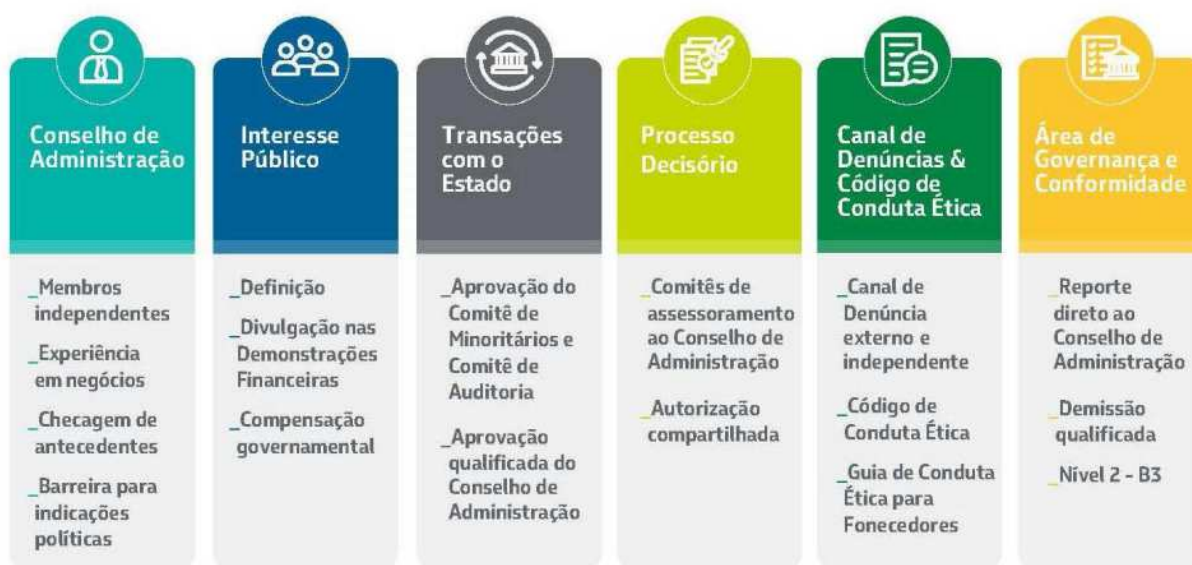 Conselho de
Administração
_Membros
independentes
_Experiência
em negócios
_Checagem de
antecedentes
_Barreira para
indicações
políticas
Interesse
Público
_Definição
_Divulgação nas
Demonstrações
Financeiras
_Compensação
governamental
Transações
com o
Estado
_Aprovação do
Comitê de
Minoritários e
Comitê de
Auditoria
_Aprovação
qualificada do
Conselho de
Administração
Processo
Decisório
_Comitês de
assessoramento
ao Conselho de
Administração
_Autorização
compartilhada
Canal de
Denúncias &
Código de
Conduta Ética
_Canal de
Denúncia
externo e
independente
_Código de
Conduta Ética
_Guia de Conduta
Ética para
Fonecedores
Área de
Governança e
Conformidade
_Reporte
direto ao
Conselho de
Administração
_Demissão
qualificada
_Nível 2 - B3